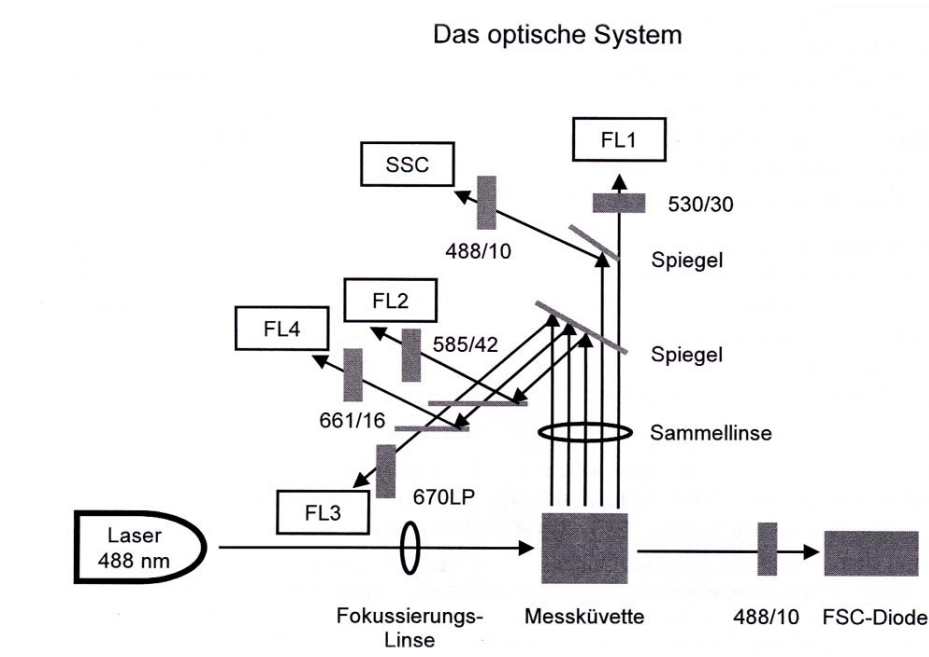 Das optische System
FL1
SSC
530/30
488/10
Spiegel
FL2
FL4
585/42
Spiegel
661/16
Sammellinse
670LP
FL3
Laser
488 nm
Fokussierungs-
Linse
Messküvette
488/10
FSC-Diode